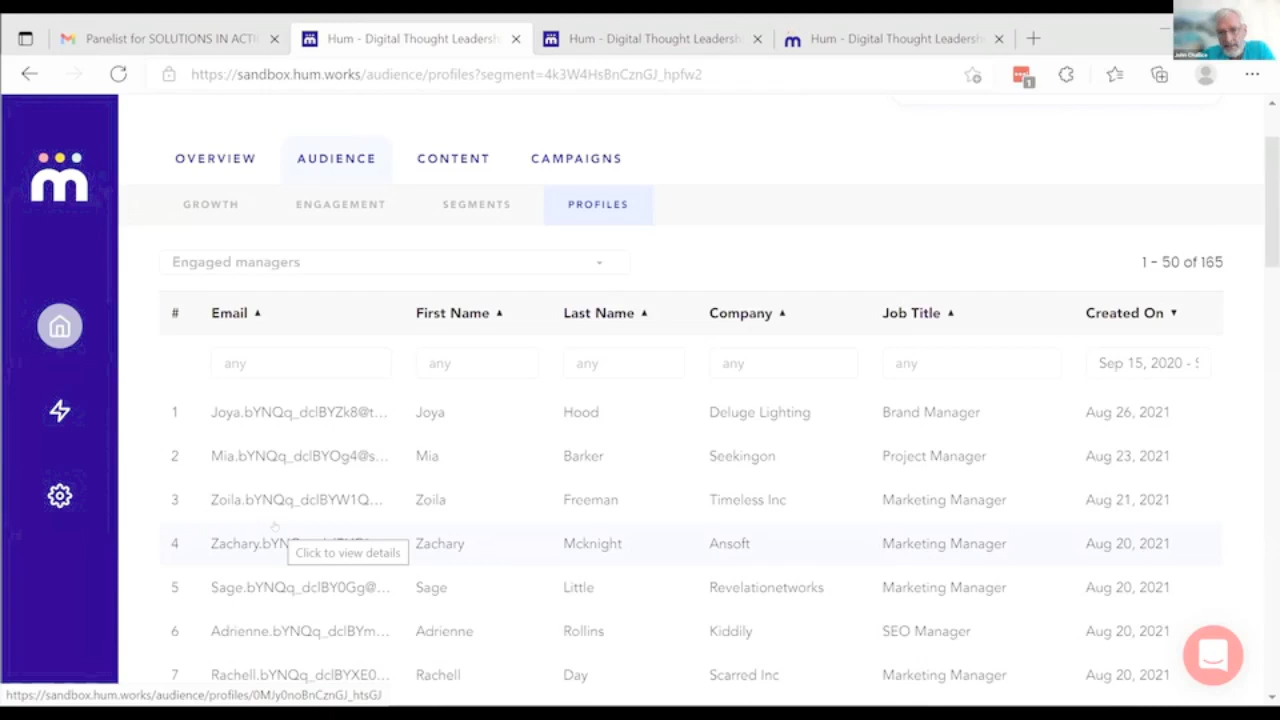 Panelist for SOLUTIONS IN ACTI
Hum - Digital Thought Leadersh
Hum - Digital Thought Leadersh
Hum - Digital Thought Leadersh
John Challice
https://sandbox.hum.works/audience/profiles?segment=4k3W4HsBnCznGJ_hpfw2
1
OVERVIEW AUDIENCE CONTENT CAMPAIGNS
GROWTH ENGAGEMENT SEGMENTS PROFILES
Engaged managers 1 - 50 of 165
# Email ▲ First Name ▲ Last Name ▲ Company ▲ Job Title ▲ Created On ▼
any any any any any Sep 15, 2020 - S
1 Joya.bYNQq_dclBYZk8@t... Joya Hood Deluge Lighting Brand Manager Aug 26, 2021
2 Mia.bYNQq_dclBYOg4@s... Mia Barker Seekingon Project Manager Aug 23, 2021
3 Zoila.bYNQq_dclBYW1Q... Zoila Freeman Timeless Inc Marketing Manager Aug 21, 2021
4 Zachary.bYN Zachary Mcknight Ansoft Marketing Manager Aug 20, 2021
Click to view details
5 Sage.bYNQq_dclBY0Gg@... Sage Little Revelationetworks Marketing Manager Aug 20, 2021
6 Adrienne.bYNQq_dclBYm... Adrienne Rollins Kiddily SEO Manager Aug 20, 2021
7 Rachell.bYNQq_dclBYXE0... Rachell Day Scarred Inc Marketing Manager Aug 20, 2021
https://sandbox.hum.works/audience/profiles/0MJy0noBnCznGJ_htsGJ